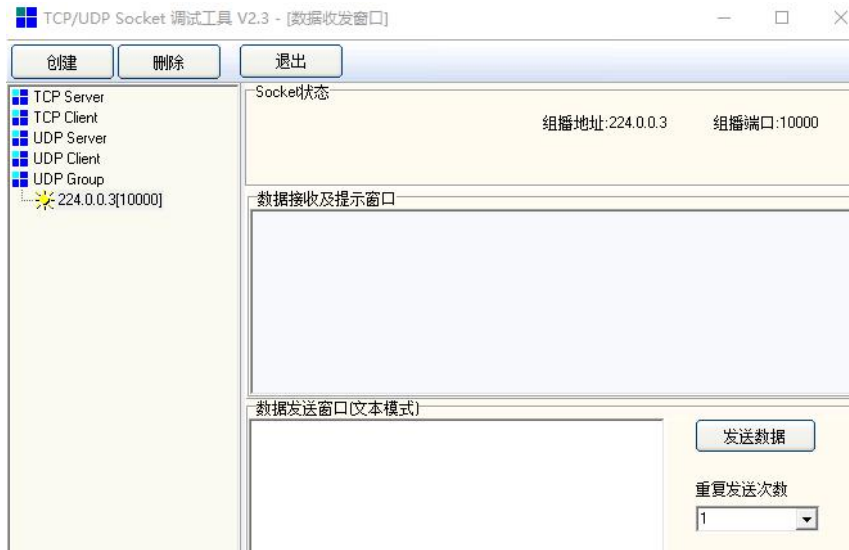 TCP/UDP Socket 调试工具 V2.3 - [数据收发窗口]
创建 删除 退出
TCP Server
TCP Client
UDP Server
UDP Client
UDP Group
224.0.0.3[10000]
Socket状态
组播地址:224.0.0.3 组播端口:10000
数据接收及提示窗口
数据发送窗口(文本模式)
发送数据
重复发送次数
1